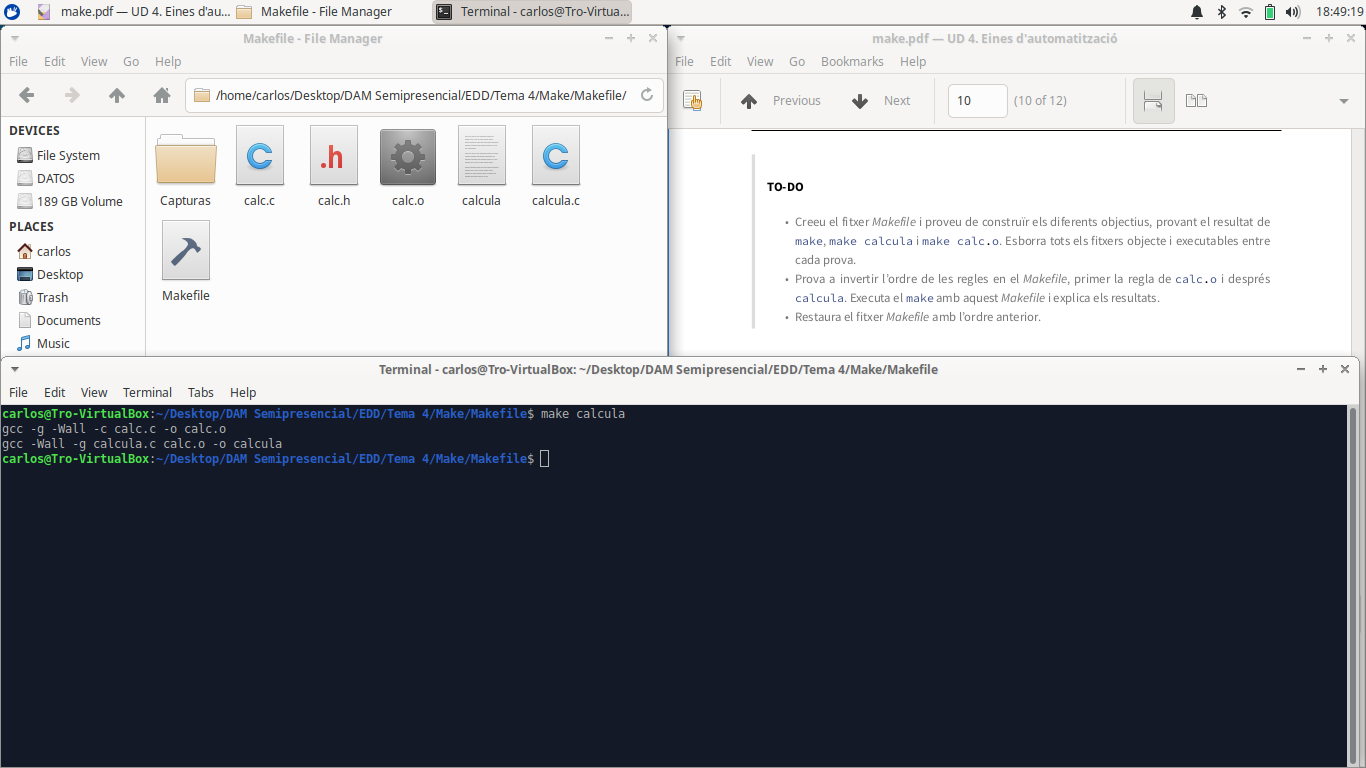 make.pdf — UD 4. Eines d'au...
Makefile - File Manager
Terminal - carlos@Tro-Virtua...
18:49:19
Makefile - File Manager
File Edit View Go Help
/home/carlos/Desktop/DAM Semipresencial/EDD/Tema 4/Make/Makefile/
DEVICES
File System
DATOS
189 GB Volume
PLACES
carlos
Desktop
Trash
Documents
Music
C
.h
C
Capturas
calc.c
calc.h
calc.o
calcula
calcula.c
Makefile
make.pdf — UD 4. Eines d'automatització
File Edit View Go Bookmarks Help
Previous
Next
10
(10 of 12)
TO-DO
• Creeu el fitxer Makefile i proveu de construïr els diferents objectius, provant el resultat de
make, make calcula i make calc.o. Esborra tots els fitxers objecte i executables entre
cada prova.
• Prova a invertir l'ordre de les regles en el Makefile, primer la regla de calc.o i després
calcula. Executa el make amb aquest Makefile i explica els resultats.
• Restaura el fitxer Makefile amb l'ordre anterior.
Terminal - carlos@Tro-VirtualBox: ~/Desktop/DAM Semipresencial/EDD/Tema 4/Make/Makefile
File Edit View Terminal Tabs Help
carlos@Tro-VirtualBox:~/Desktop/DAM Semipresencial/EDD/Tema 4/Make/Makefile$ make calcula
gcc -g -Wall -c calc.c -o calc.o
gcc -Wall -g calcula.c calc.o -o calcula
carlos@Tro-VirtualBox:~/Desktop/DAM Semipresencial/EDD/Tema 4/Make/Makefile$